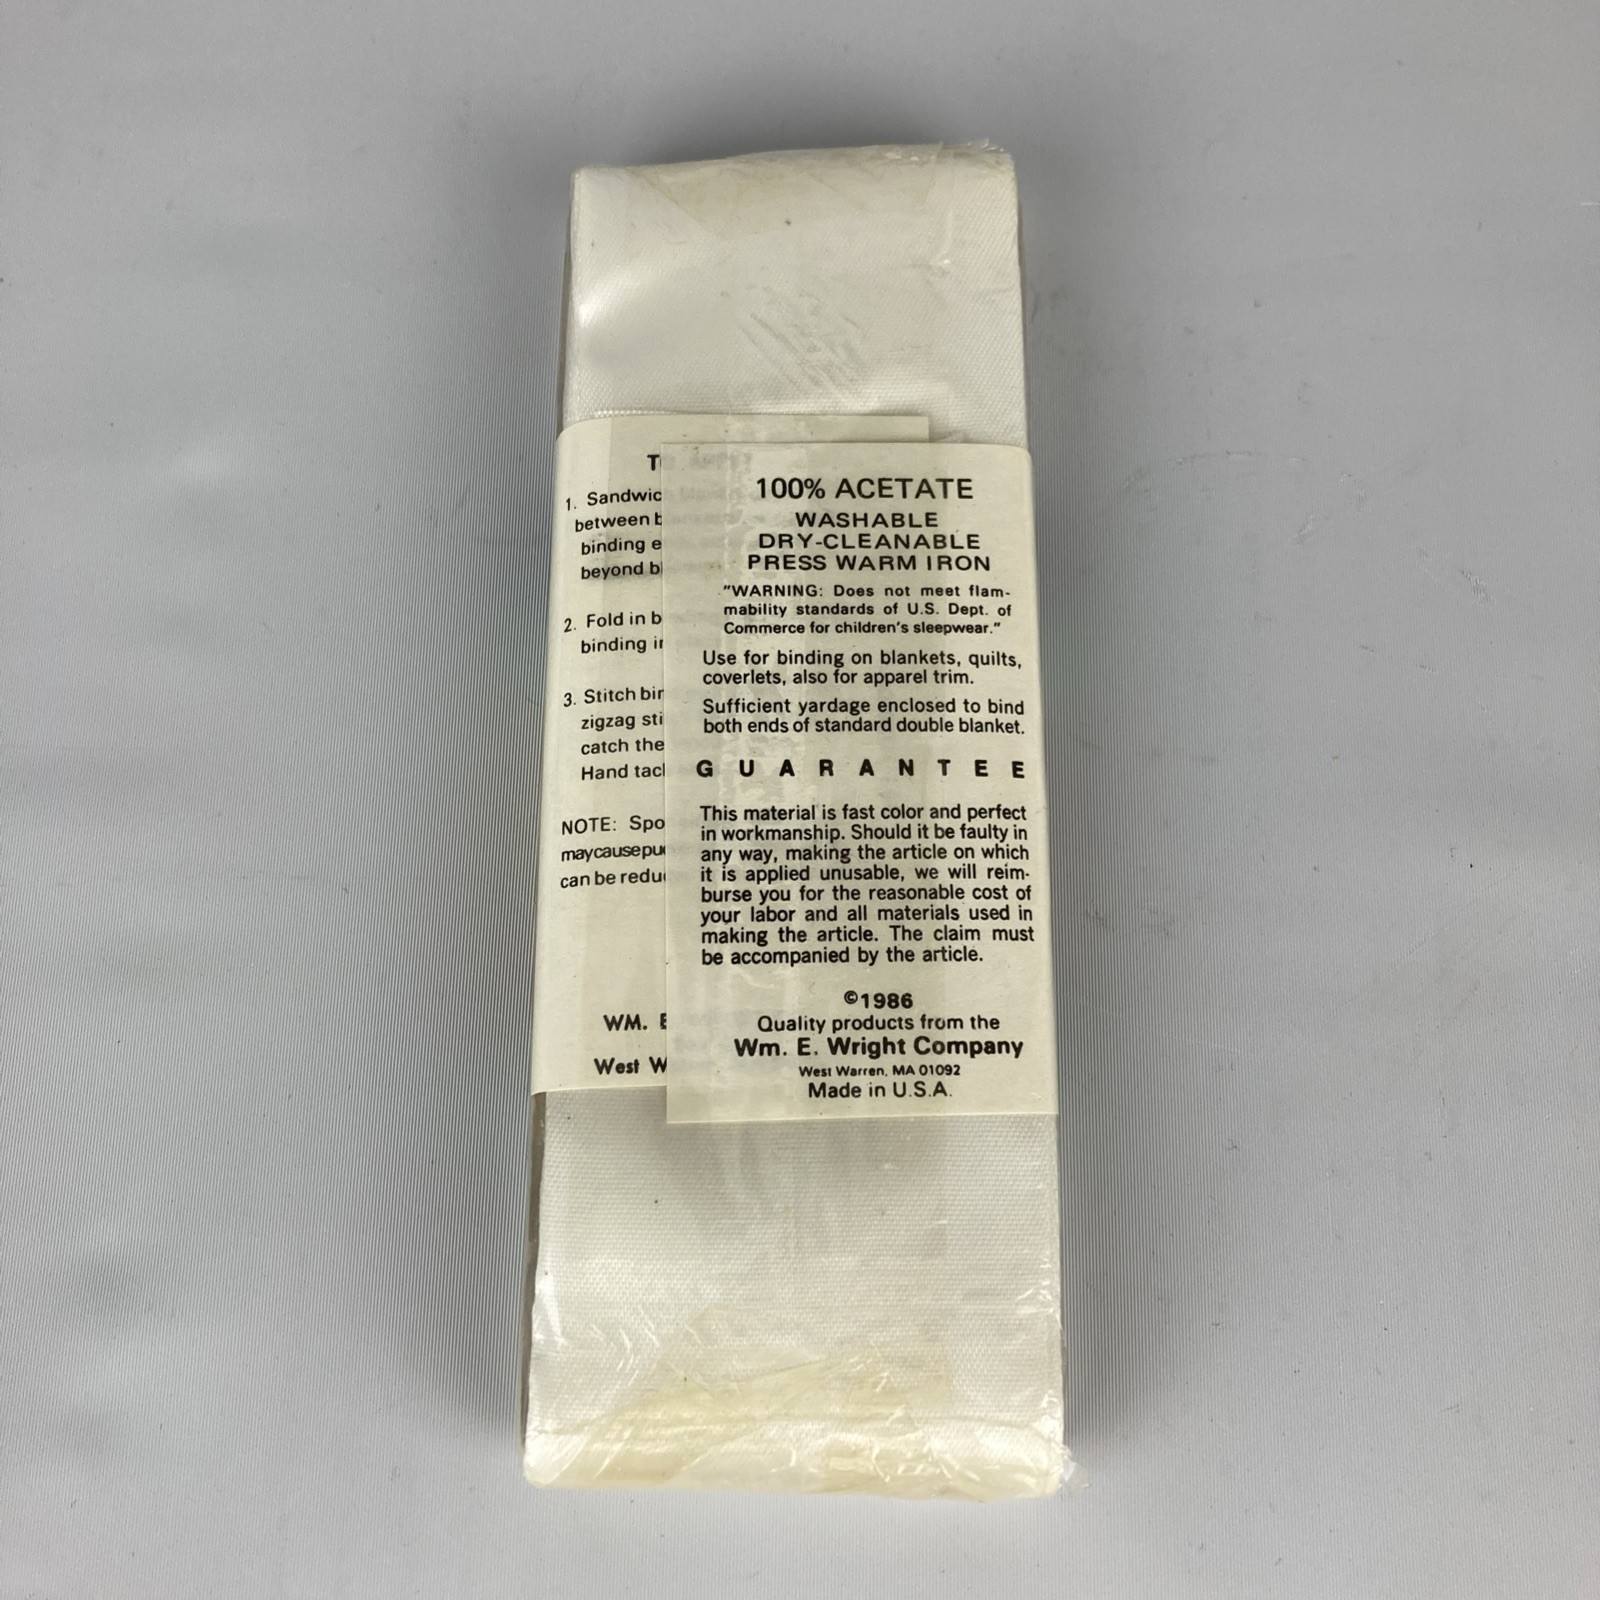 1. Sandwic
between b
binding e
beyond bl
2. Fold in b
binding in
3. Stitch bin
zigzag sti
catch the
Hand tack
NOTE: Spo
may cause puc
can be redu
WM. E
West W
100% ACETATE
WASHABLE
DRY-CLEANABLE
PRESS WARM IRON
"WARNING: Does not meet flam-
mability standards of U.S. Dept. of
Commerce for children's sleepwear."
Use for binding on blankets, quilts,
coverlets, also for apparel trim.
Sufficient yardage enclosed to bind
both ends of standard double blanket.
GUARANTEE
This material is fast color and perfect
in workmanship. Should it be faulty in
any way, making the article on which
it is applied unusable, we will reim-
burse you for the reasonable cost of
your labor and all materials used in
making the article. The claim must
be accompanied by the article.
©1986
Quality products from the
Wm. E. Wright Company
West Warren, MA 01092
Made in U.S.A.